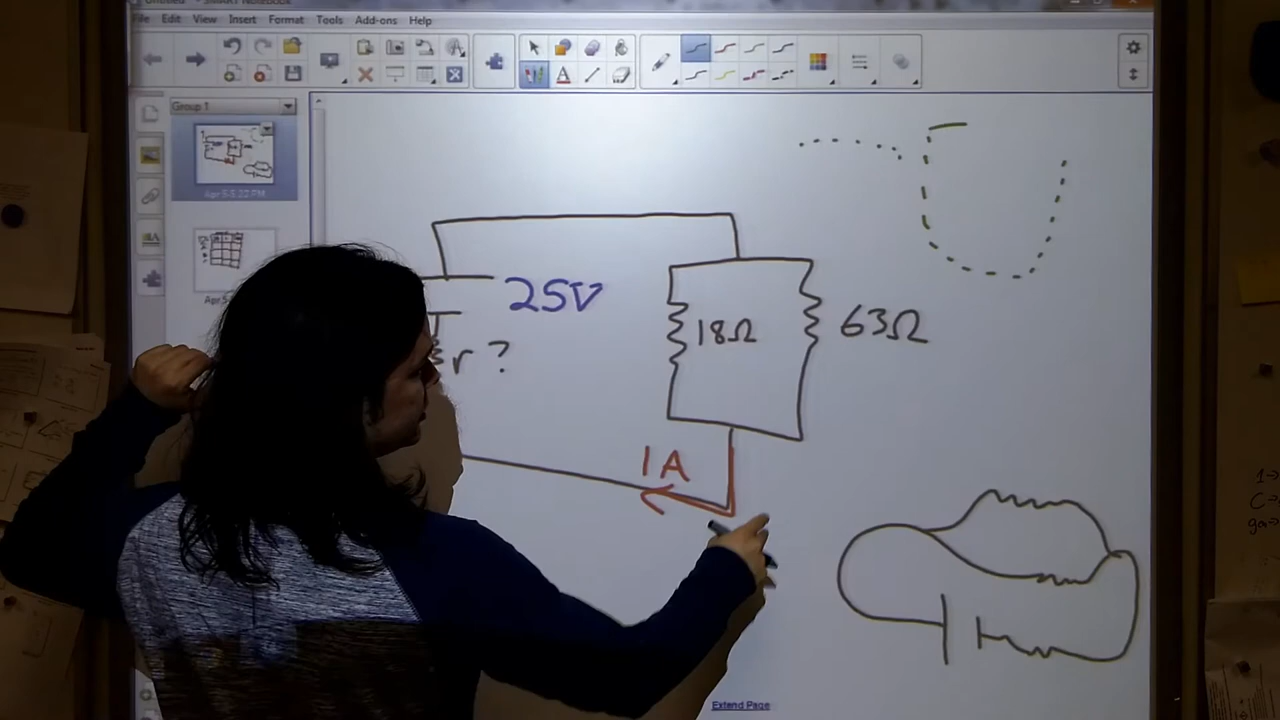 File Edit View Insert Format Tools Add-ons Help
Group 1
25V
r ?
18Ω
63Ω
1A
Extend Page